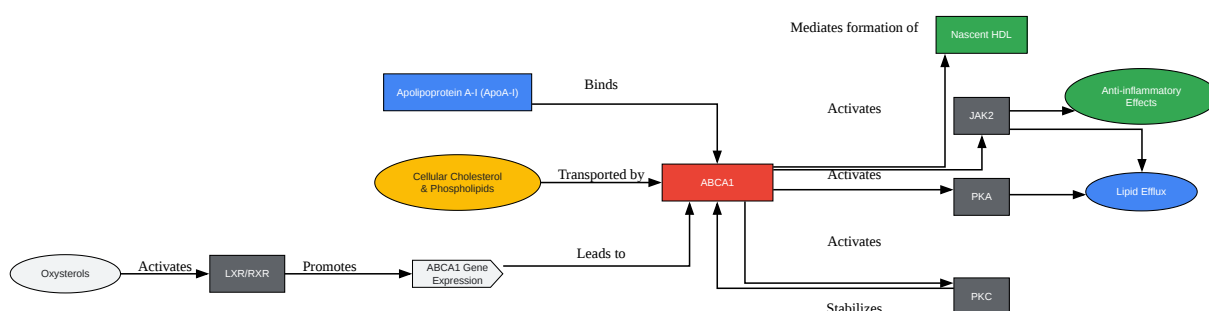 Mediates formation of
Nascent HDL
Apolipoprotein A-I (ApoA-I)
Binds
Activates
JAK2
Anti-inflammatory
Effects
Cellular Cholesterol
& Phospholipids
Transported by
ABCA1
Activates
PKA
Lipid Efflux
Oxysterols
Activates
LXR/RXR
Promotes
ABCA1 Gene
Expression
Leads to
Activates
PKC
Stabilizes